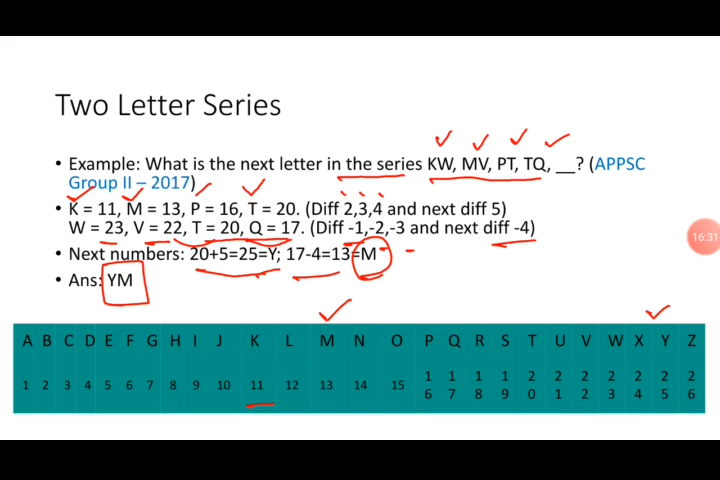 Two Letter Series
• Example: What is the next letter in the series KW, MV, PT, TQ, __? (APPSC
Group II – 2017)
• K = 11, M = 13, P = 16, T = 20. (Diff 2,3,4 and next diff 5)
W = 23, V = 22, T = 20, Q = 17. (Diff -1,-2,-3 and next diff -4)
• Next numbers: 20+5=25=Y; 17-4=13=M
• Ans: YM
16:31
A B C D E F G H I J K L M N O P Q R S T U V W X Y Z
1 2 3 4 5 6 7 8 9 10 11 12 13 14 15 16 17 18 19 20 21 22 23 24 25 26